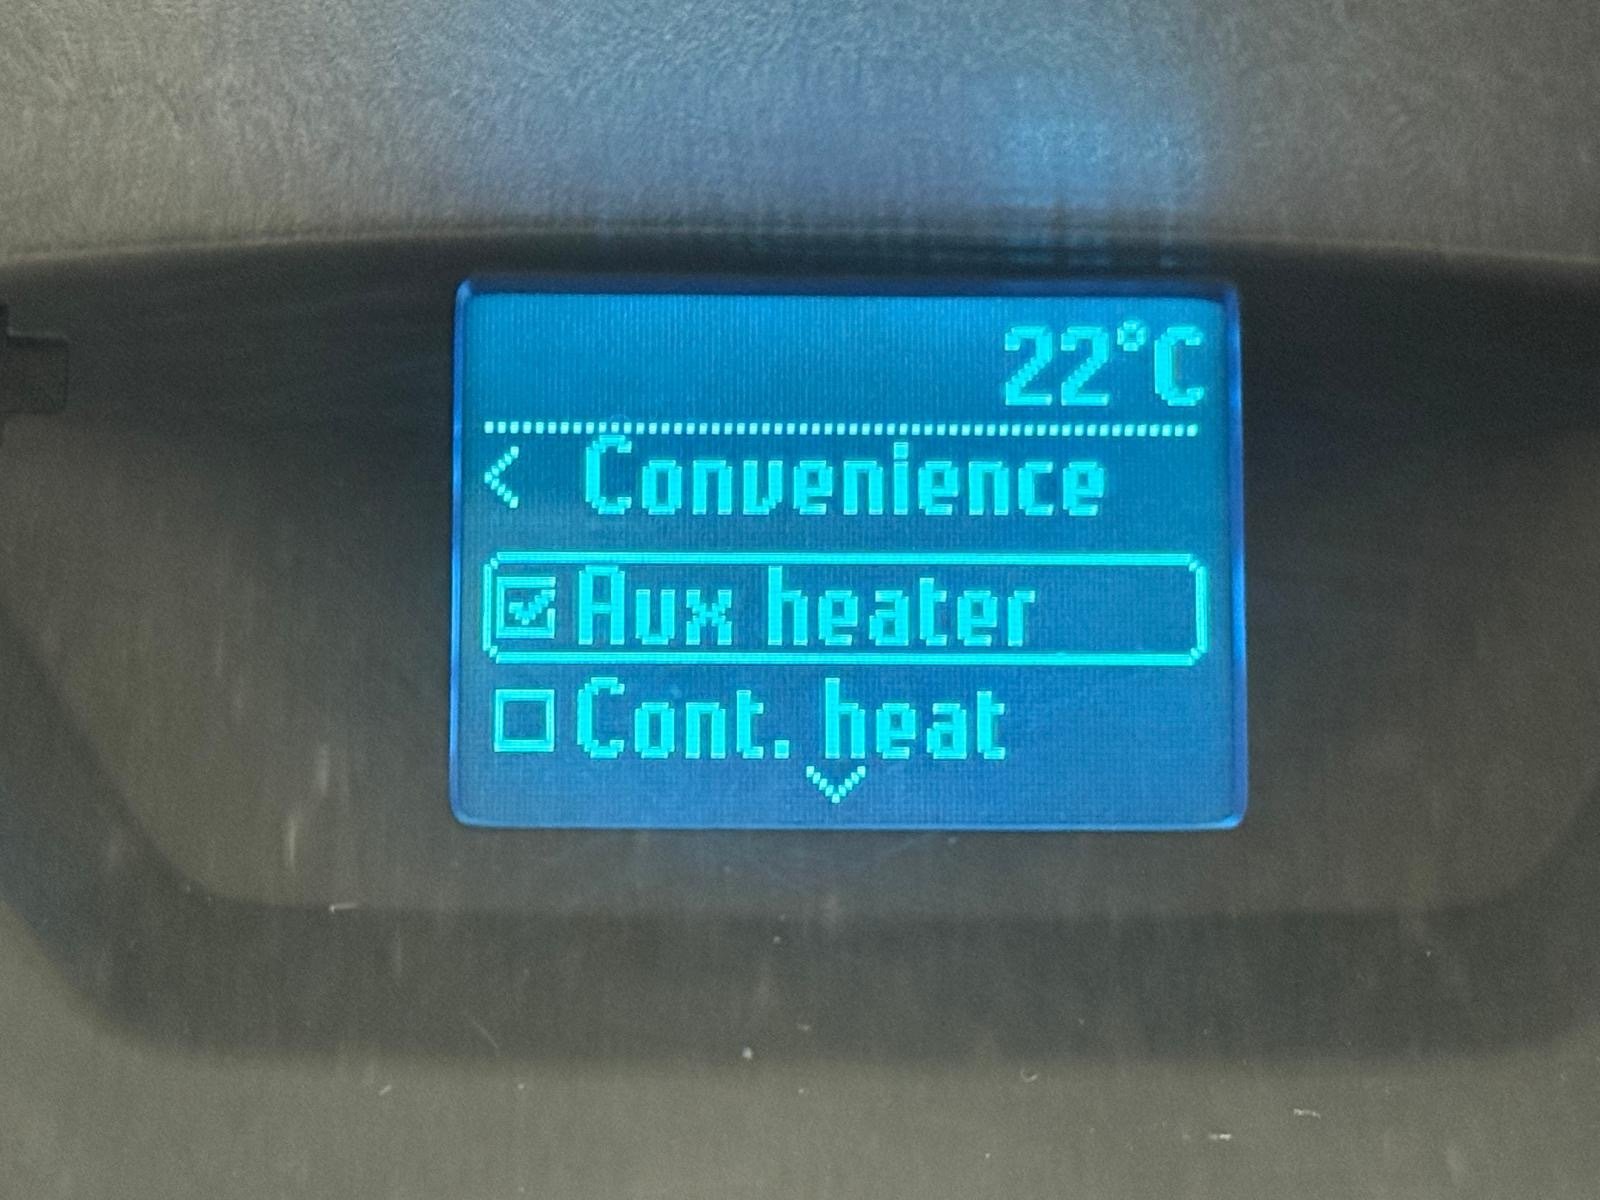 22°C
< Convenience
Aux heater
Cont. heat